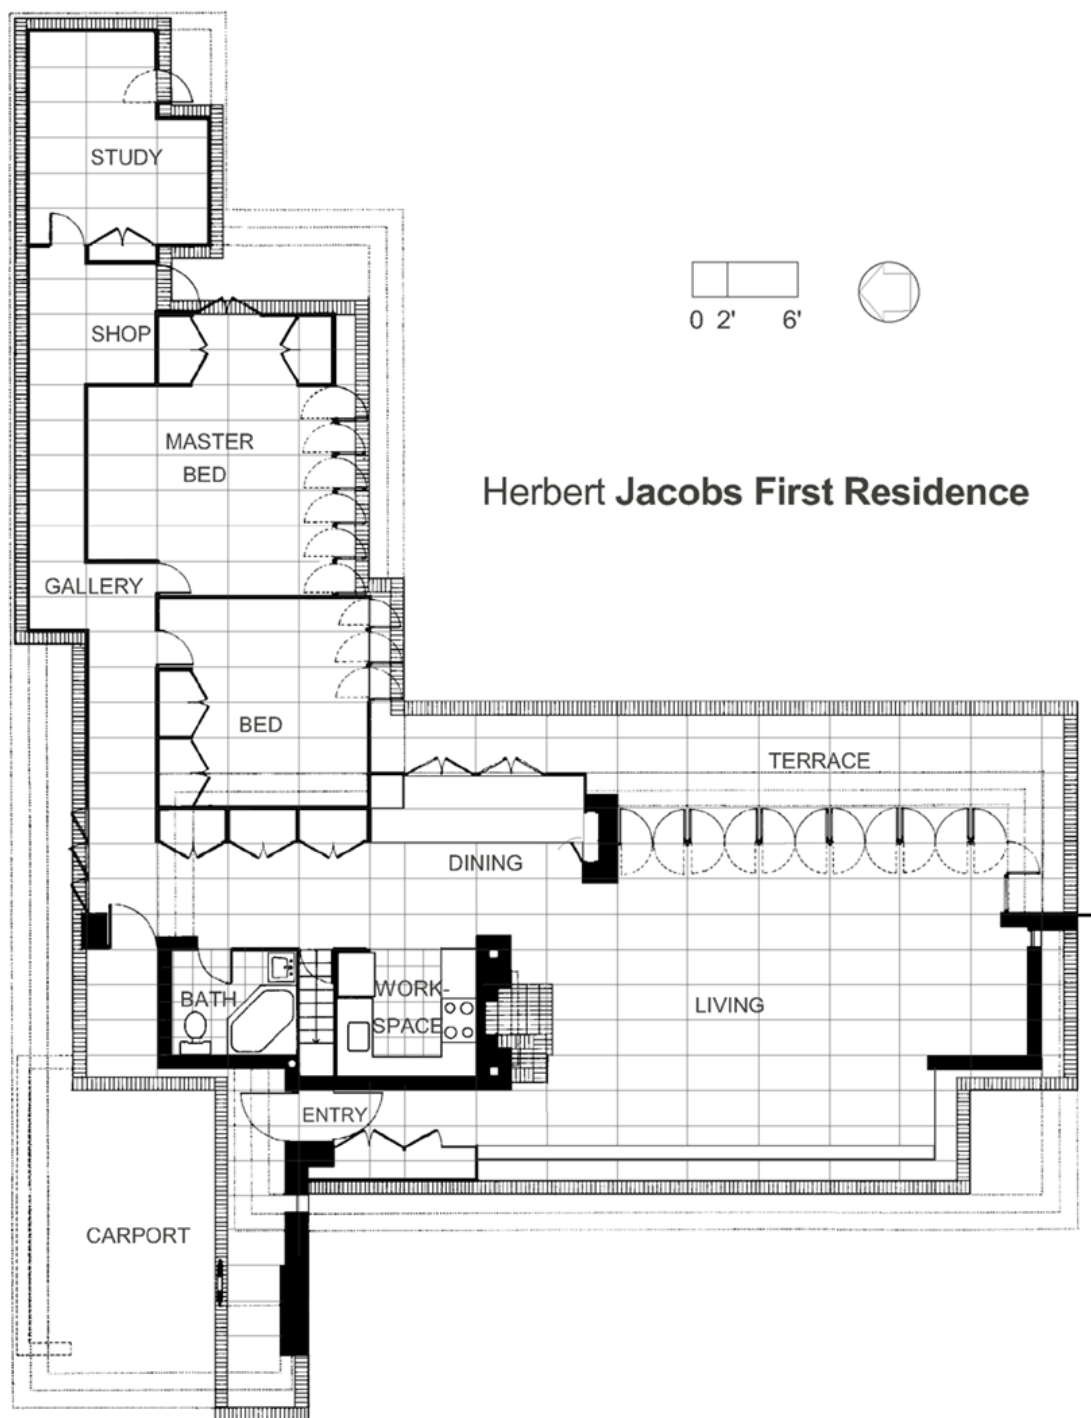 STUDY
0 2' 6'
SHOP
MASTER
BED
Herbert Jacobs First Residence
GALLERY
BED
TERRACE
DINING
WORK-
BATH
LIVING
SPACE
ENTRY
CARPORT